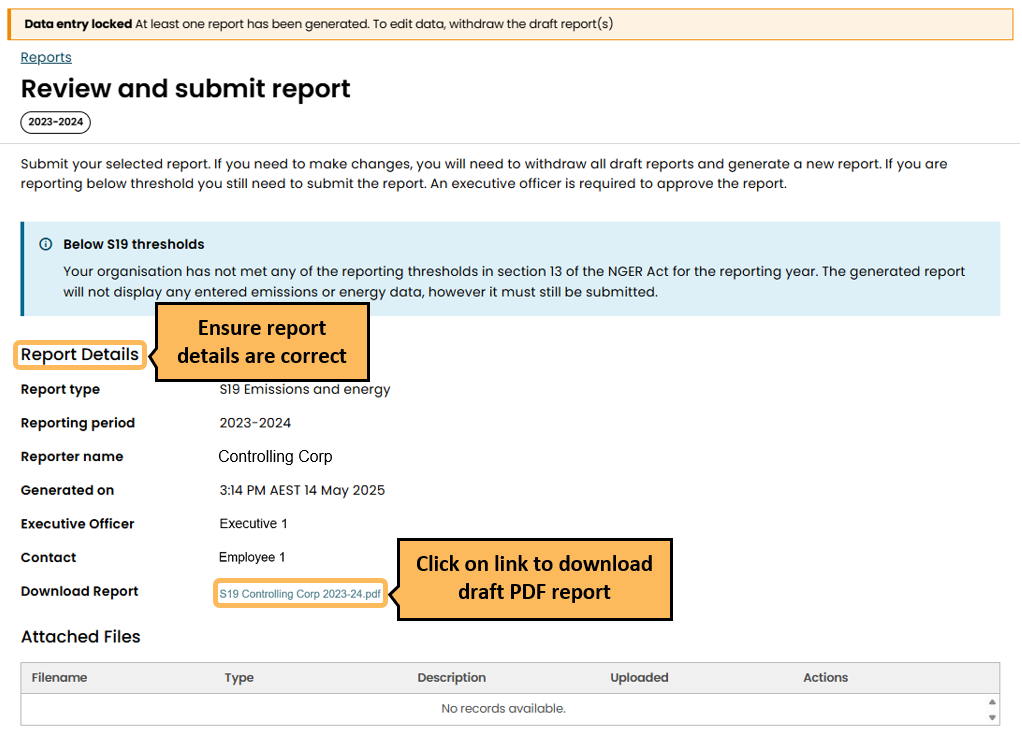 Data entry locked At least one report has been generated. To edit data, withdraw the draft report(s)
Reports
Review and submit report
2023-2024
Submit your selected report. If you need to make changes, you will need to withdraw all draft reports and generate a new report. If you are
reporting below threshold you still need to submit the report. An executive officer is required to approve the report.
Below S19 thresholds
Your organisation has not met any of the reporting thresholds in section 13 of the NGER Act for the reporting year. The generated report
will not display any entered emissions or energy data, however it must still be submitted.
Ensure report
details are correct
Report Details
Report type S19 Emissions and energy
Reporting period 2023-2024
Reporter name Controlling Corp
Generated on 3:14 PM AEST 14 May 2025
Executive Officer Executive 1
Contact Employee 1
Click on link to download
draft PDF report
Download Report S19 Controlling Corp 2023-24.pdf
Attached Files
Filename Type Description Uploaded Actions
No records available.